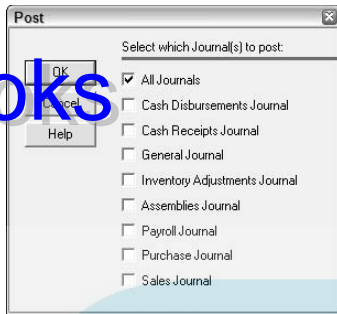 Post
Select which Journal(s) to post:
OK
Cancel
Help
All Journals
Cash Disbursements Journal
Cash Receipts Journal
General Journal
Inventory Adjustments Journal
Assemblies Journal
Payroll Journal
Purchase Journal
Sales Journal
oks